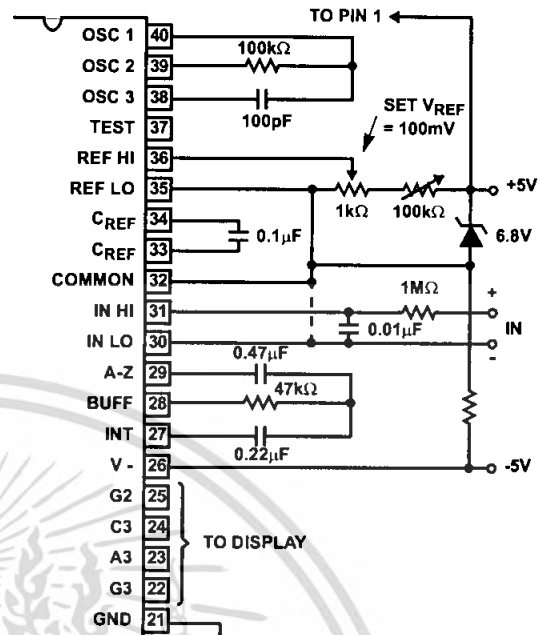 TO PIN 1
OSC 1 40
OSC 2 39
100kΩ
OSC 3 38
100pF
TEST 37
SET VREF
= 100mV
REF HI 36
REF LO 35
1kΩ
100kΩ
+5V
CREF 34
0.1µF
6.8V
CREF 33
COMMON 32
1MΩ
IN HI 31
+
0.01µF
IN
IN LO 30
-
0.47µF
A-Z 29
47kΩ
BUFF 28
INT 27
0.22µF
V - 26
-5V
G2 25
C3 24
TO DISPLAY
A3 23
G3 22
GND 21